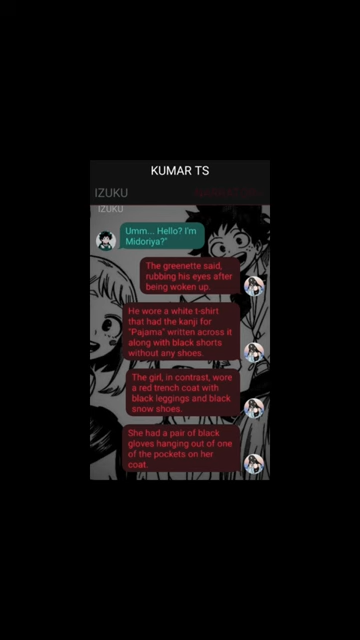 KUMAR TS
IZUKU
IZUKU
Umm... Hello? I'm
Midoriya?"
The greenette said,
rubbing his eyes after
being woken up.
He wore a white t-shirt
that had the kanji for
"Pajama" written across it
along with black shorts
without any shoes.
The girl, in contrast, wore
a red trench coat with
black leggings and black
snow shoes.
She had a pair of black
gloves hanging out of one
of the pockets on her
coat.